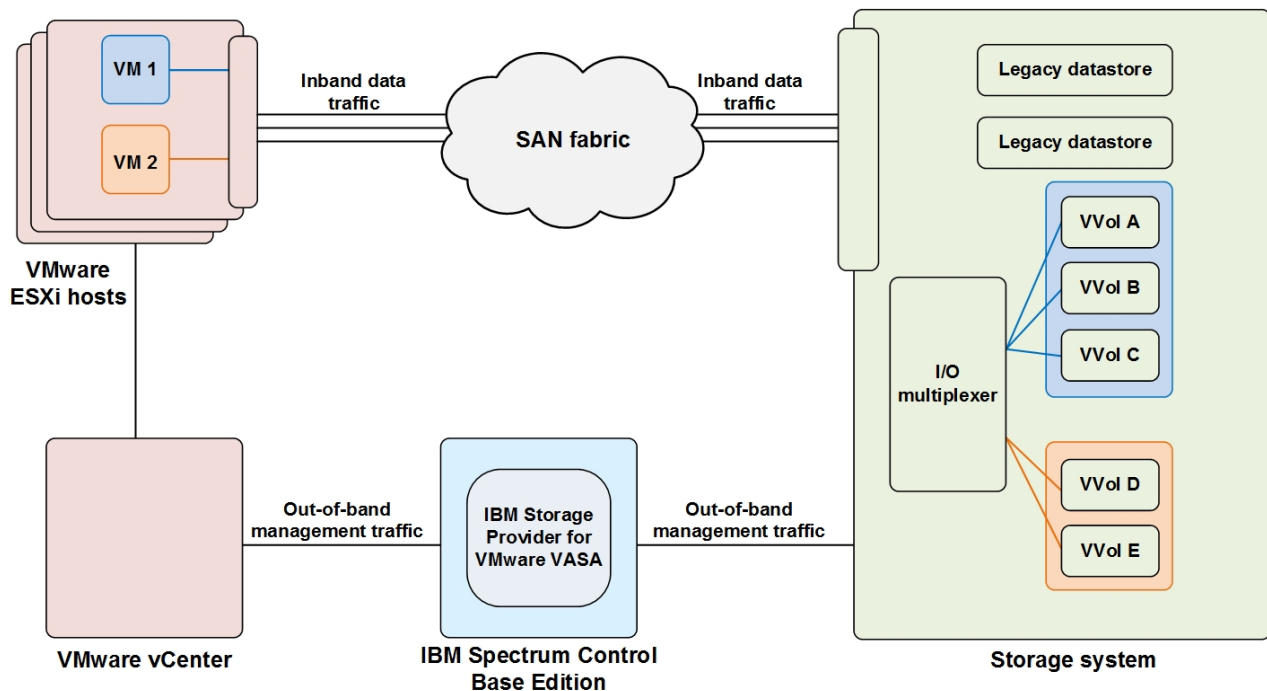 VM 1
VM 2
VMware
ESXi hosts
Inband data
traffic
SAN fabric
Inband data
traffic
Legacy datastore
Legacy datastore
VVol A
VVol B
VVol C
I/O
multiplexer
VVol D
VVol E
Storage system
VMware vCenter
Out-of-band
management traffic
IBM Storage
Provider for
VMware VASA
IBM Spectrum Control
Base Edition
Out-of-band
management traffic